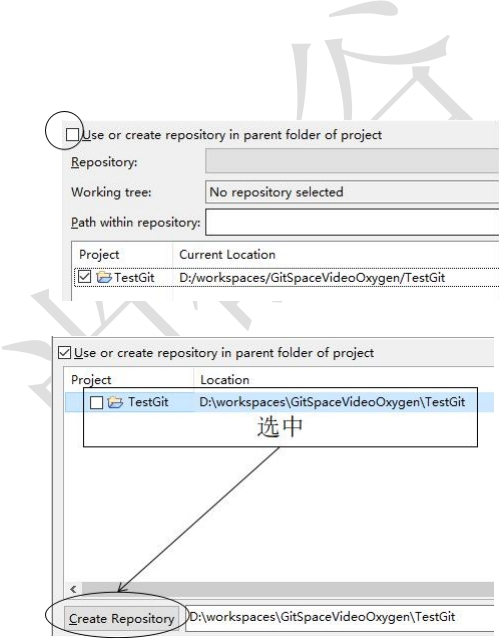 Use or create repository in parent folder of project
Repository:
Working tree: No repository selected
Path within repository:
Project Current Location
TestGit D:/workspaces/GitSpaceVideoOxygen/TestGit
Use or create repository in parent folder of project
Project Location
TestGit D:\workspaces\GitSpaceVideoOxygen\TestGit
选中
Create Repository D:\workspaces\GitSpaceVideoOxygen\TestGit